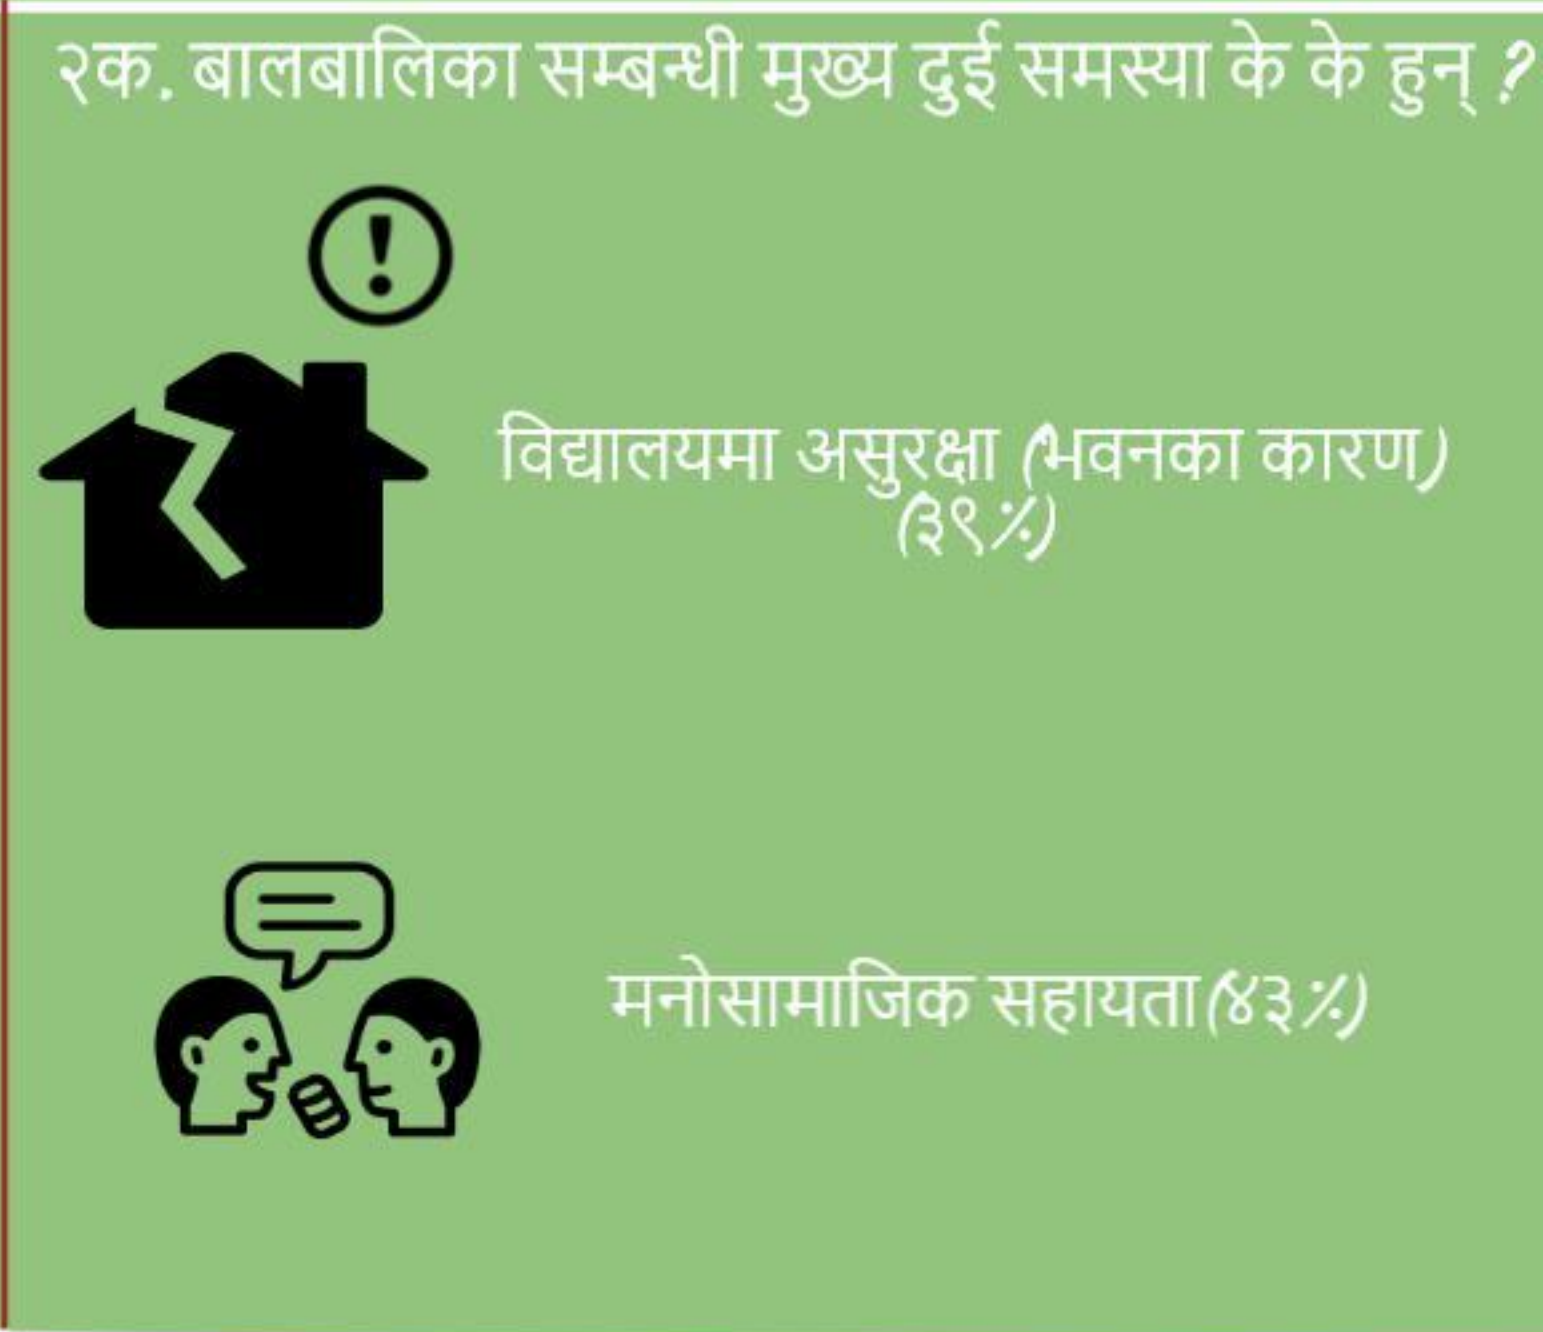 २क. बालबालिका सम्बन्धी मुख्य दुई समस्या के के हुन् ?
विद्यालयमा असुरक्षा (भवनका कारण)
(३९%)
मनोसामाजिक सहायता(४३%)